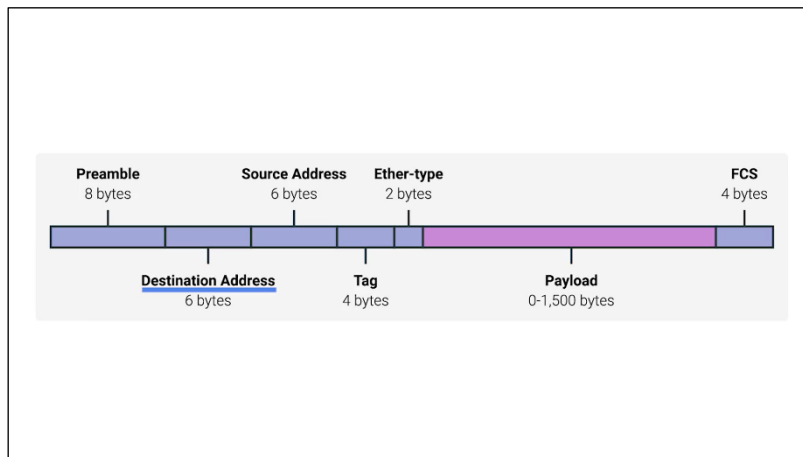 Preamble
8 bytes
Source Address
6 bytes
Ether-type
2 bytes
FCS
4 bytes
Destination Address
6 bytes
Tag
4 bytes
Payload
0-1,500 bytes